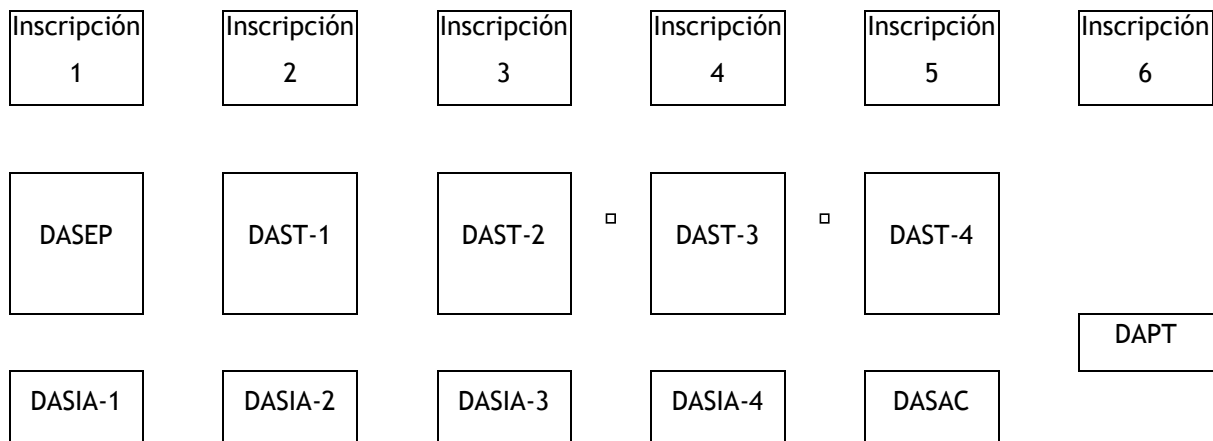 Inscripción Inscripción Inscripción Inscripción Inscripción Inscripción
1 2 3 4 5 6
DASEP DAST-1 DAST-2 DAST-3 DAST-4
DAPT
DASIA-1 DASIA-2 DASIA-3 DASIA-4 DASAC